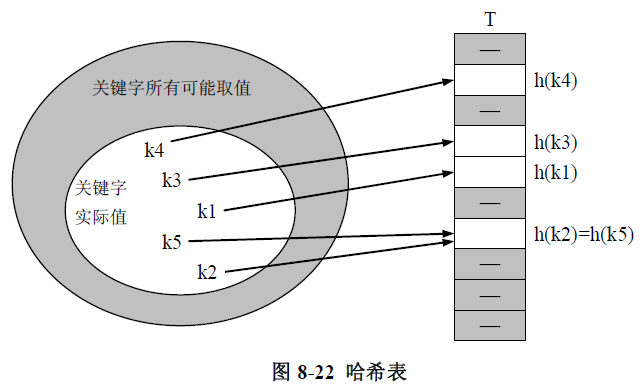 T
关键字所有可能取值
—
h(k4)
—
k4
h(k3)
k3
关键字
实际值
h(k1)
k1
—
k5
h(k2)=h(k5)
k2
—
—
—
图 8-22 哈希表